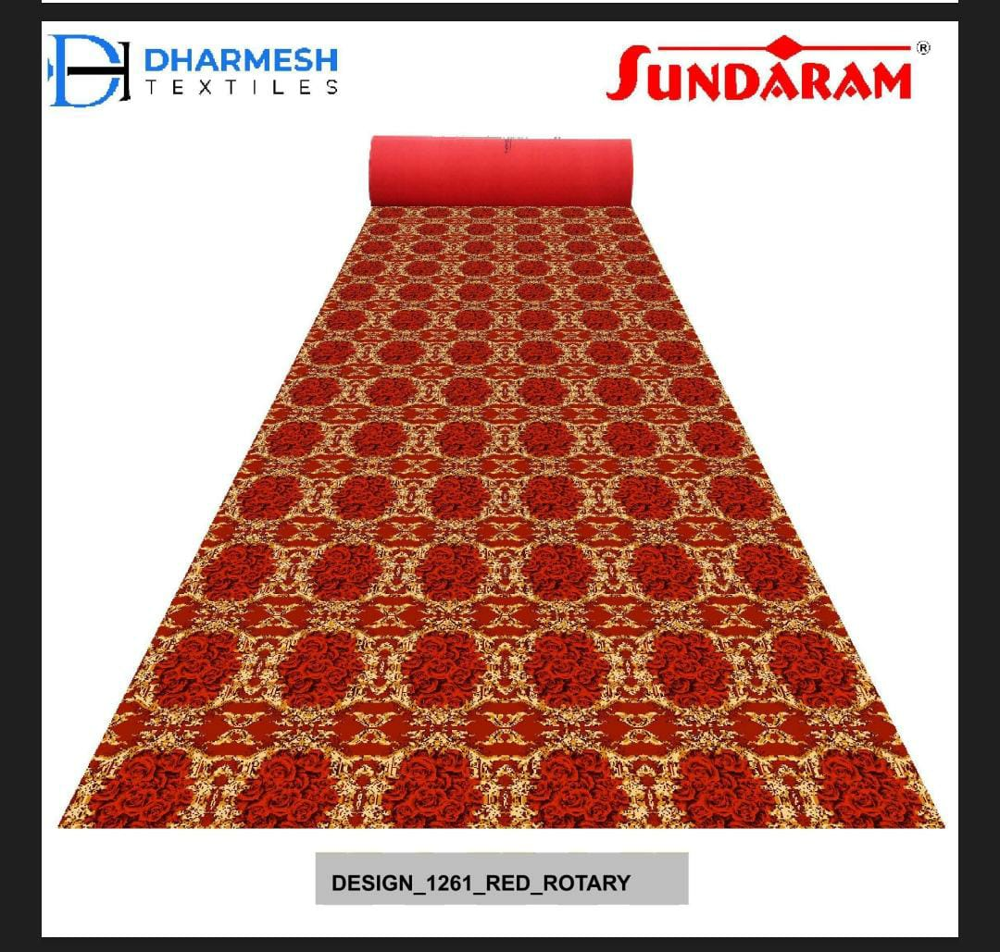 DHARMESH
TEXTILES
SUNDARAM®
DESIGN_1261_RED_ROTARY